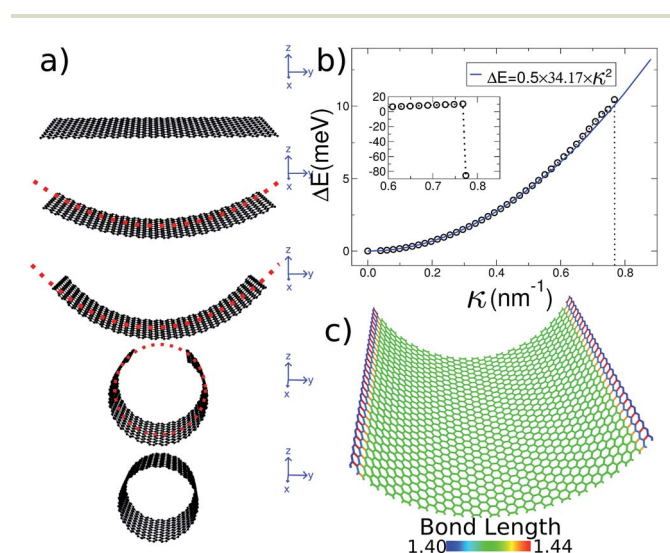 a)
z
y
x
z
y
x
z
y
x
z
y
x
z
y
x
b)
ΔE=0.5×34.17×κ²
ΔE(meV)
10
5
0
20
10
0
-20
-40
-60
-80
0.6 0.7 0.8
0.0 0.2 0.4 0.6 0.8
κ(nm⁻¹)
c)
Bond Length
1.40 1.44